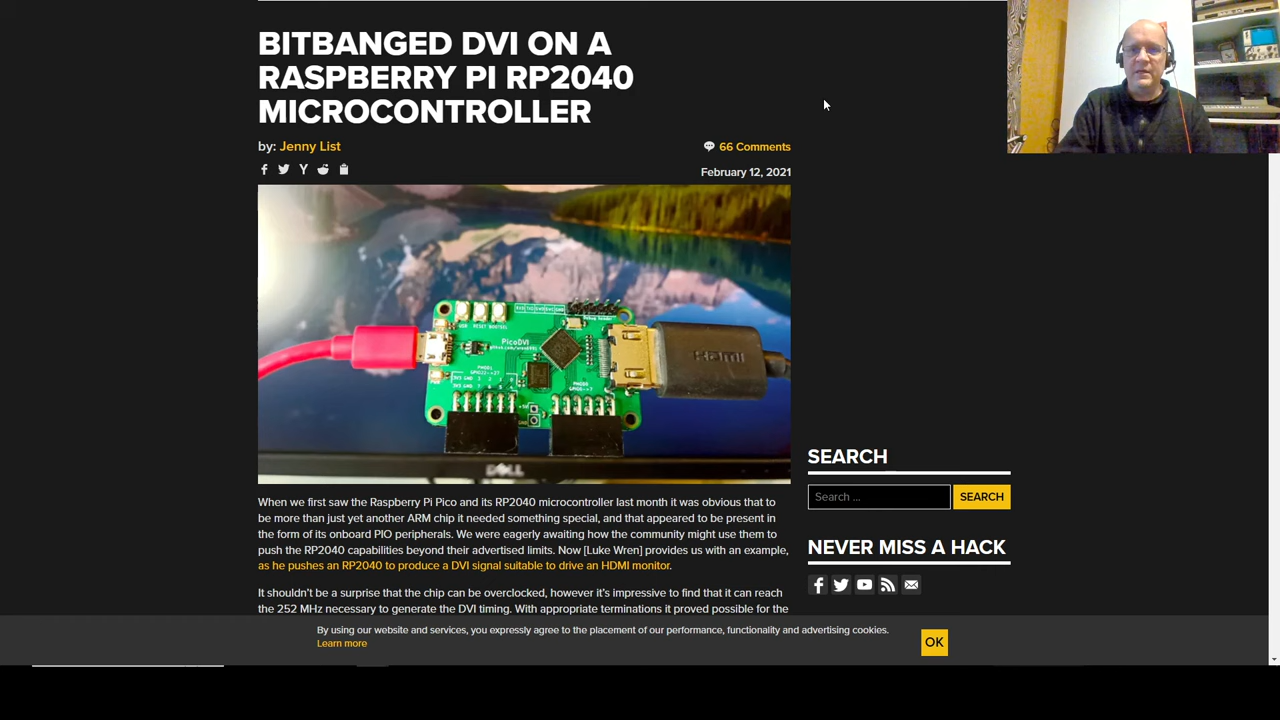 BITBANGED DVI ON A
RASPBERRY PI RP2040
MICROCONTROLLER
by: Jenny List
66 Comments
February 12, 2021
PicoDVI
HDMI
DELL
When we first saw the Raspberry Pi Pico and its RP2040 microcontroller last month it was obvious that to
be more than just yet another ARM chip it needed something special, and that appeared to be present in
the form of its onboard PIO peripherals. We were eagerly awaiting how the community might use them to
push the RP2040 capabilities beyond their advertised limits. Now [Luke Wren] provides us with an example,
as he pushes an RP2040 to produce a DVI signal suitable to drive an HDMI monitor.
It shouldn't be a surprise that the chip can be overclocked, however it's impressive to find that it can reach
the 252 MHz necessary to generate the DVI timing. With appropriate terminations it proved possible for the
SEARCH
Search ...
SEARCH
NEVER MISS A HACK
By using our website and services, you expressly agree to the placement of our performance, functionality and advertising cookies.
Learn more
OK